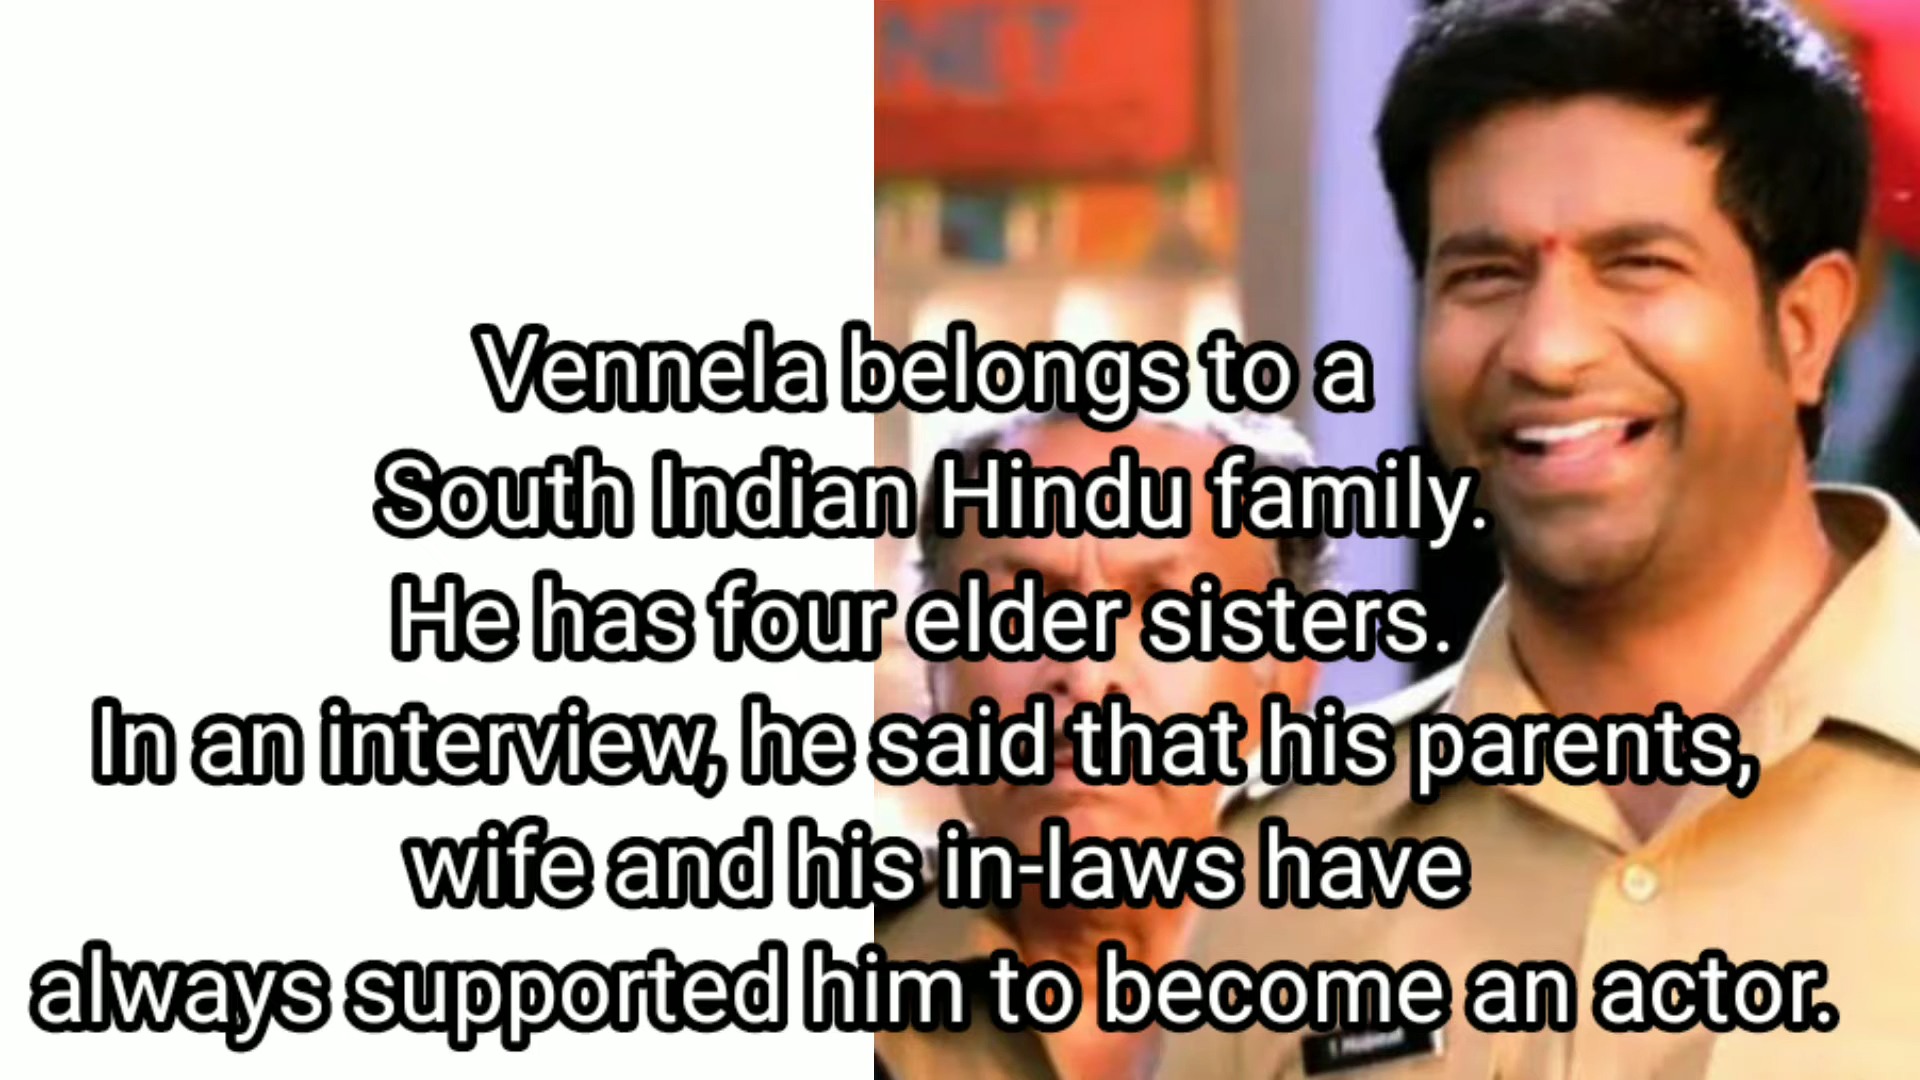 NET
Vennela belongs to a
South Indian Hindu family.
He has four elder sisters.
In an interview, he said that his parents,
wife and his in-laws have
always supported him to become an actor.